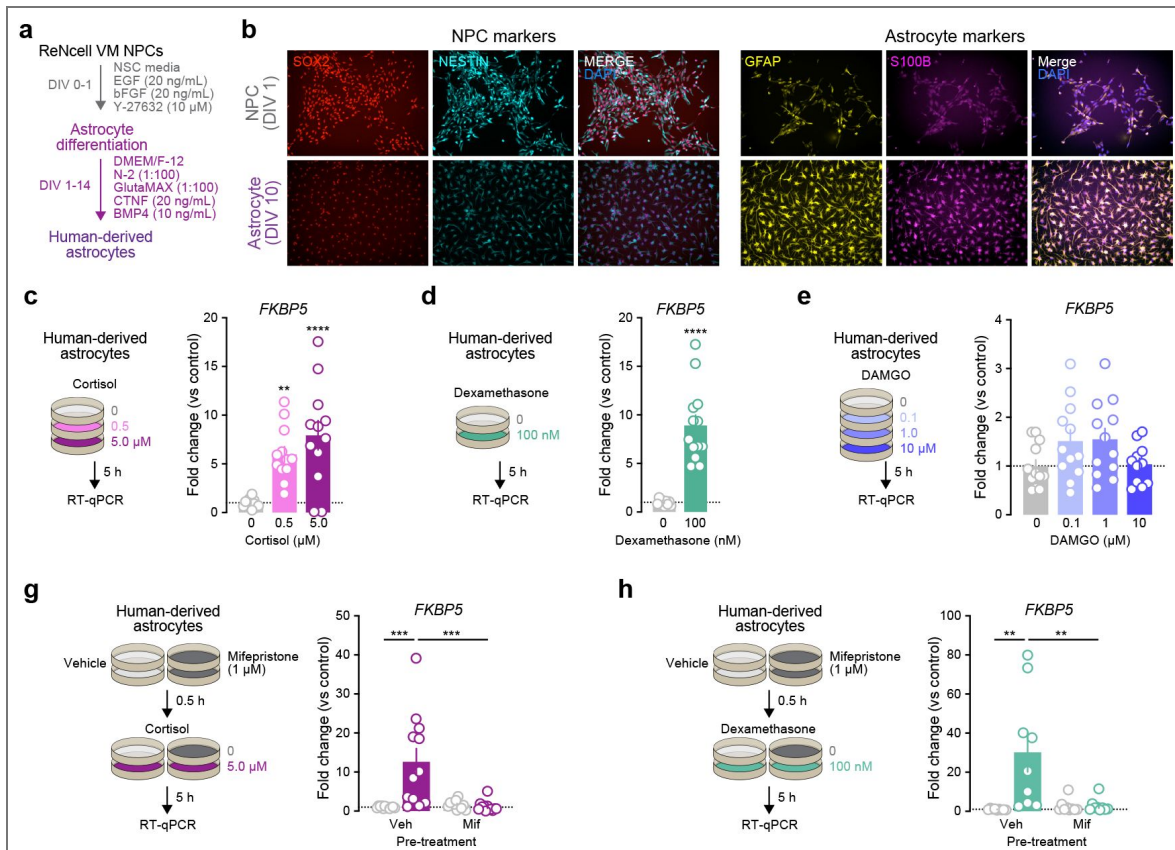 a
ReNcell VM NPCs
DIV 0-1
NSC media
EGF (20 ng/mL)
bFGF (20 ng/mL)
Y-27632 (10 µM)
Astrocyte
differentiation
DIV 1-14
DMEM/F-12
N-2 (1:100)
GlutaMAX (1:100)
CTNF (20 ng/mL)
BMP4 (10 ng/mL)
Human-derived
astrocytes
b
NPC markers
Astrocyte markers
NPC
(DIV 1)
Astrocyte
(DIV 10)
SOX2
NESTIN
MERGE
DAPI
GFAP
S100B
Merge
DAPI
c
Human-derived
astrocytes
Cortisol
0
0.5
5.0 µM
5 h
RT-qPCR
FKBP5
Fold change (vs control)
20
15
10
5
0
**
****
0 0.5 5.0
Cortisol (µM)
d
Human-derived
astrocytes
Dexamethasone
0
100 nM
5 h
RT-qPCR
FKBP5
Fold change (vs control)
20
15
10
5
0
****
0 100
Dexamethasone (nM)
e
Human-derived
astrocytes
DAMGO
0
0.1
1.0
10 µM
5 h
RT-qPCR
FKBP5
Fold change (vs control)
4
2
1
0
0 0.1 1 10
DAMGO (µM)
g
Human-derived
astrocytes
Vehicle
Mifepristone
(1 µM)
0.5 h
Cortisol
0
5.0 µM
5 h
RT-qPCR
FKBP5
Fold change (vs control)
50
40
30
20
10
0
*** ***
Veh Mif
Pre-treatment
h
Human-derived
astrocytes
Vehicle
Mifepristone
(1 µM)
0.5 h
Dexamethasone
0
100 nM
5 h
RT-qPCR
FKBP5
Fold change (vs control)
100
80
60
40
20
0
** **
Veh Mif
Pre-treatment